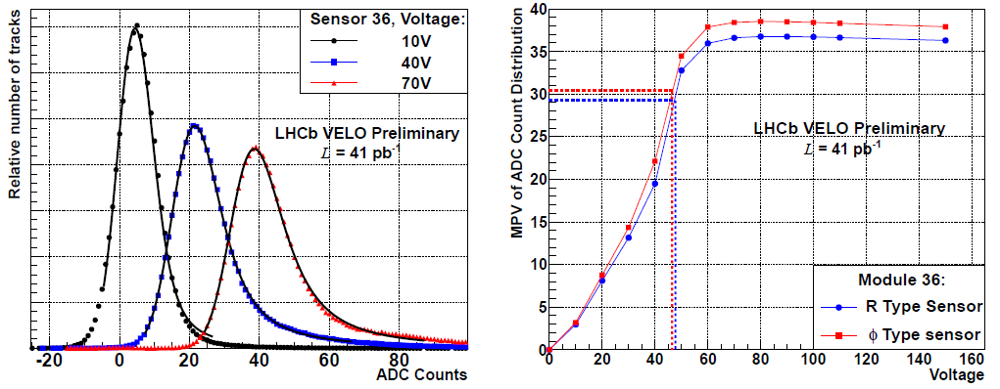 Relative number of tracks
Sensor 36, Voltage:
10V
40V
70V
LHCb VELO Preliminary
L = 41 pb⁻¹
-20 0 20 40 60 80
ADC Counts
MPV of ADC Count Distribution
40
35
30
25
20
15
10
5
0
LHCb VELO Preliminary
L = 41 pb⁻¹
Module 36:
R Type Sensor
ϕ Type sensor
0 20 40 60 80 100 120 140 160
Voltage